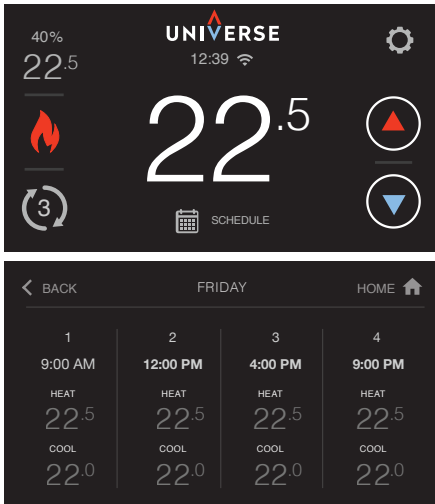 40%
UNIVERSE
22.5
12:39
22.5
3
SCHEDULE
BACK FRIDAY HOME
1 2 3 4
9:00 AM 12:00 PM 4:00 PM 9:00 PM
HEAT HEAT HEAT HEAT
22.5 22.5 22.5 22.5
COOL COOL COOL COOL
22.0 22.0 22.0 22.0